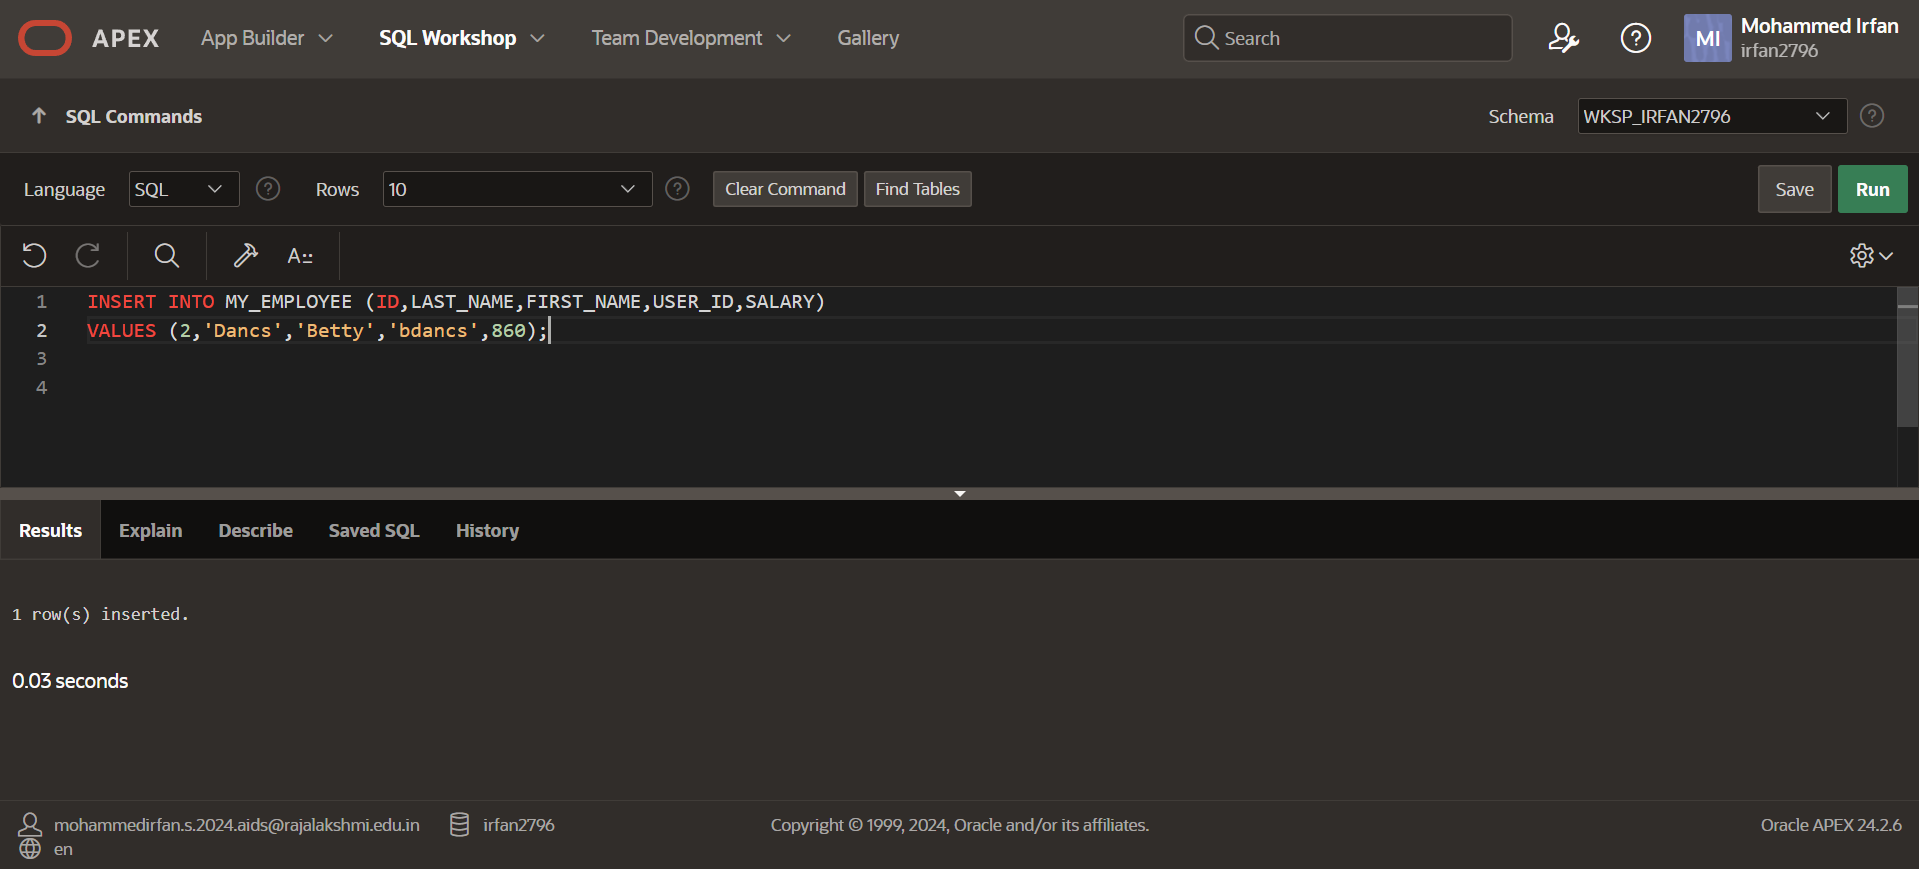 APEX App Builder SQL Workshop Team Development Gallery Search ? MI Mohammed Irfan
irfan2796
SQL Commands Schema WKSP_IRFAN2796 ?
Language SQL ? Rows 10 ? Clear Command Find Tables Save Run
A::
1 INSERT INTO MY_EMPLOYEE (ID,LAST_NAME,FIRST_NAME,USER_ID,SALARY)
2 VALUES (2,'Dancs','Betty','bdancs',860);
3
4
Results Explain Describe Saved SQL History
1 row(s) inserted.
0.03 seconds
mohammedirfan.s.2024.aids@rajalakshmi.edu.in irfan2796 Copyright © 1999, 2024, Oracle and/or its affiliates. Oracle APEX 24.2.6
en